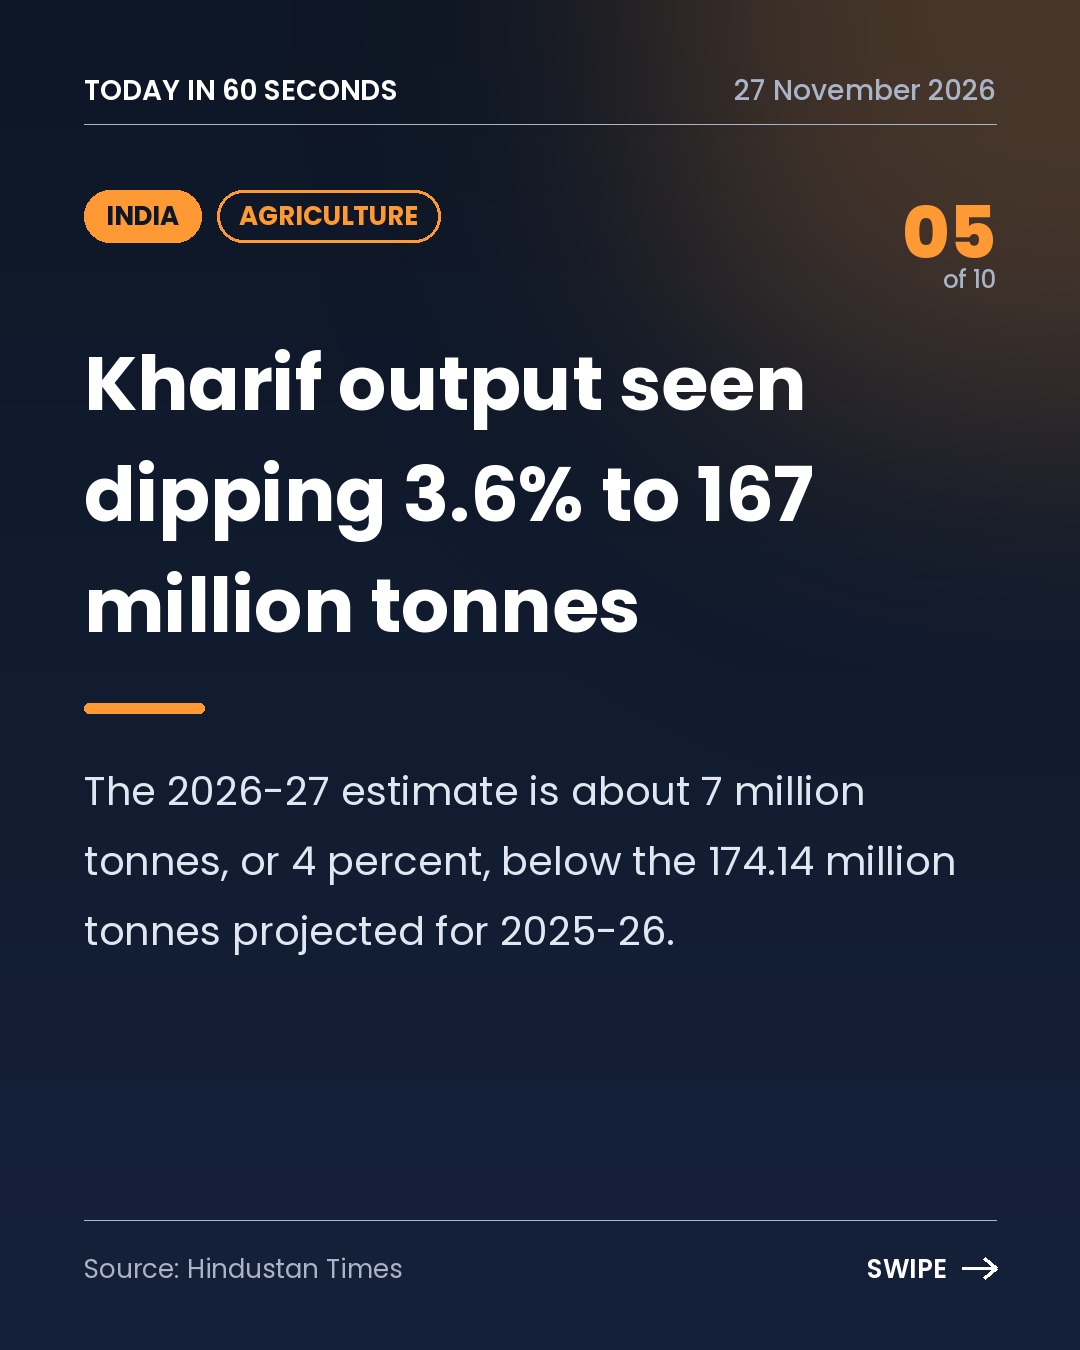 TODAY IN 60 SECONDS
27 November 2026
INDIA
AGRICULTURE
05
of 10
Kharif output seen
dipping 3.6% to 167
million tonnes
The 2026-27 estimate is about 7 million
tonnes, or 4 percent, below the 174.14 million
tonnes projected for 2025-26.
Source: Hindustan Times
SWIPE →